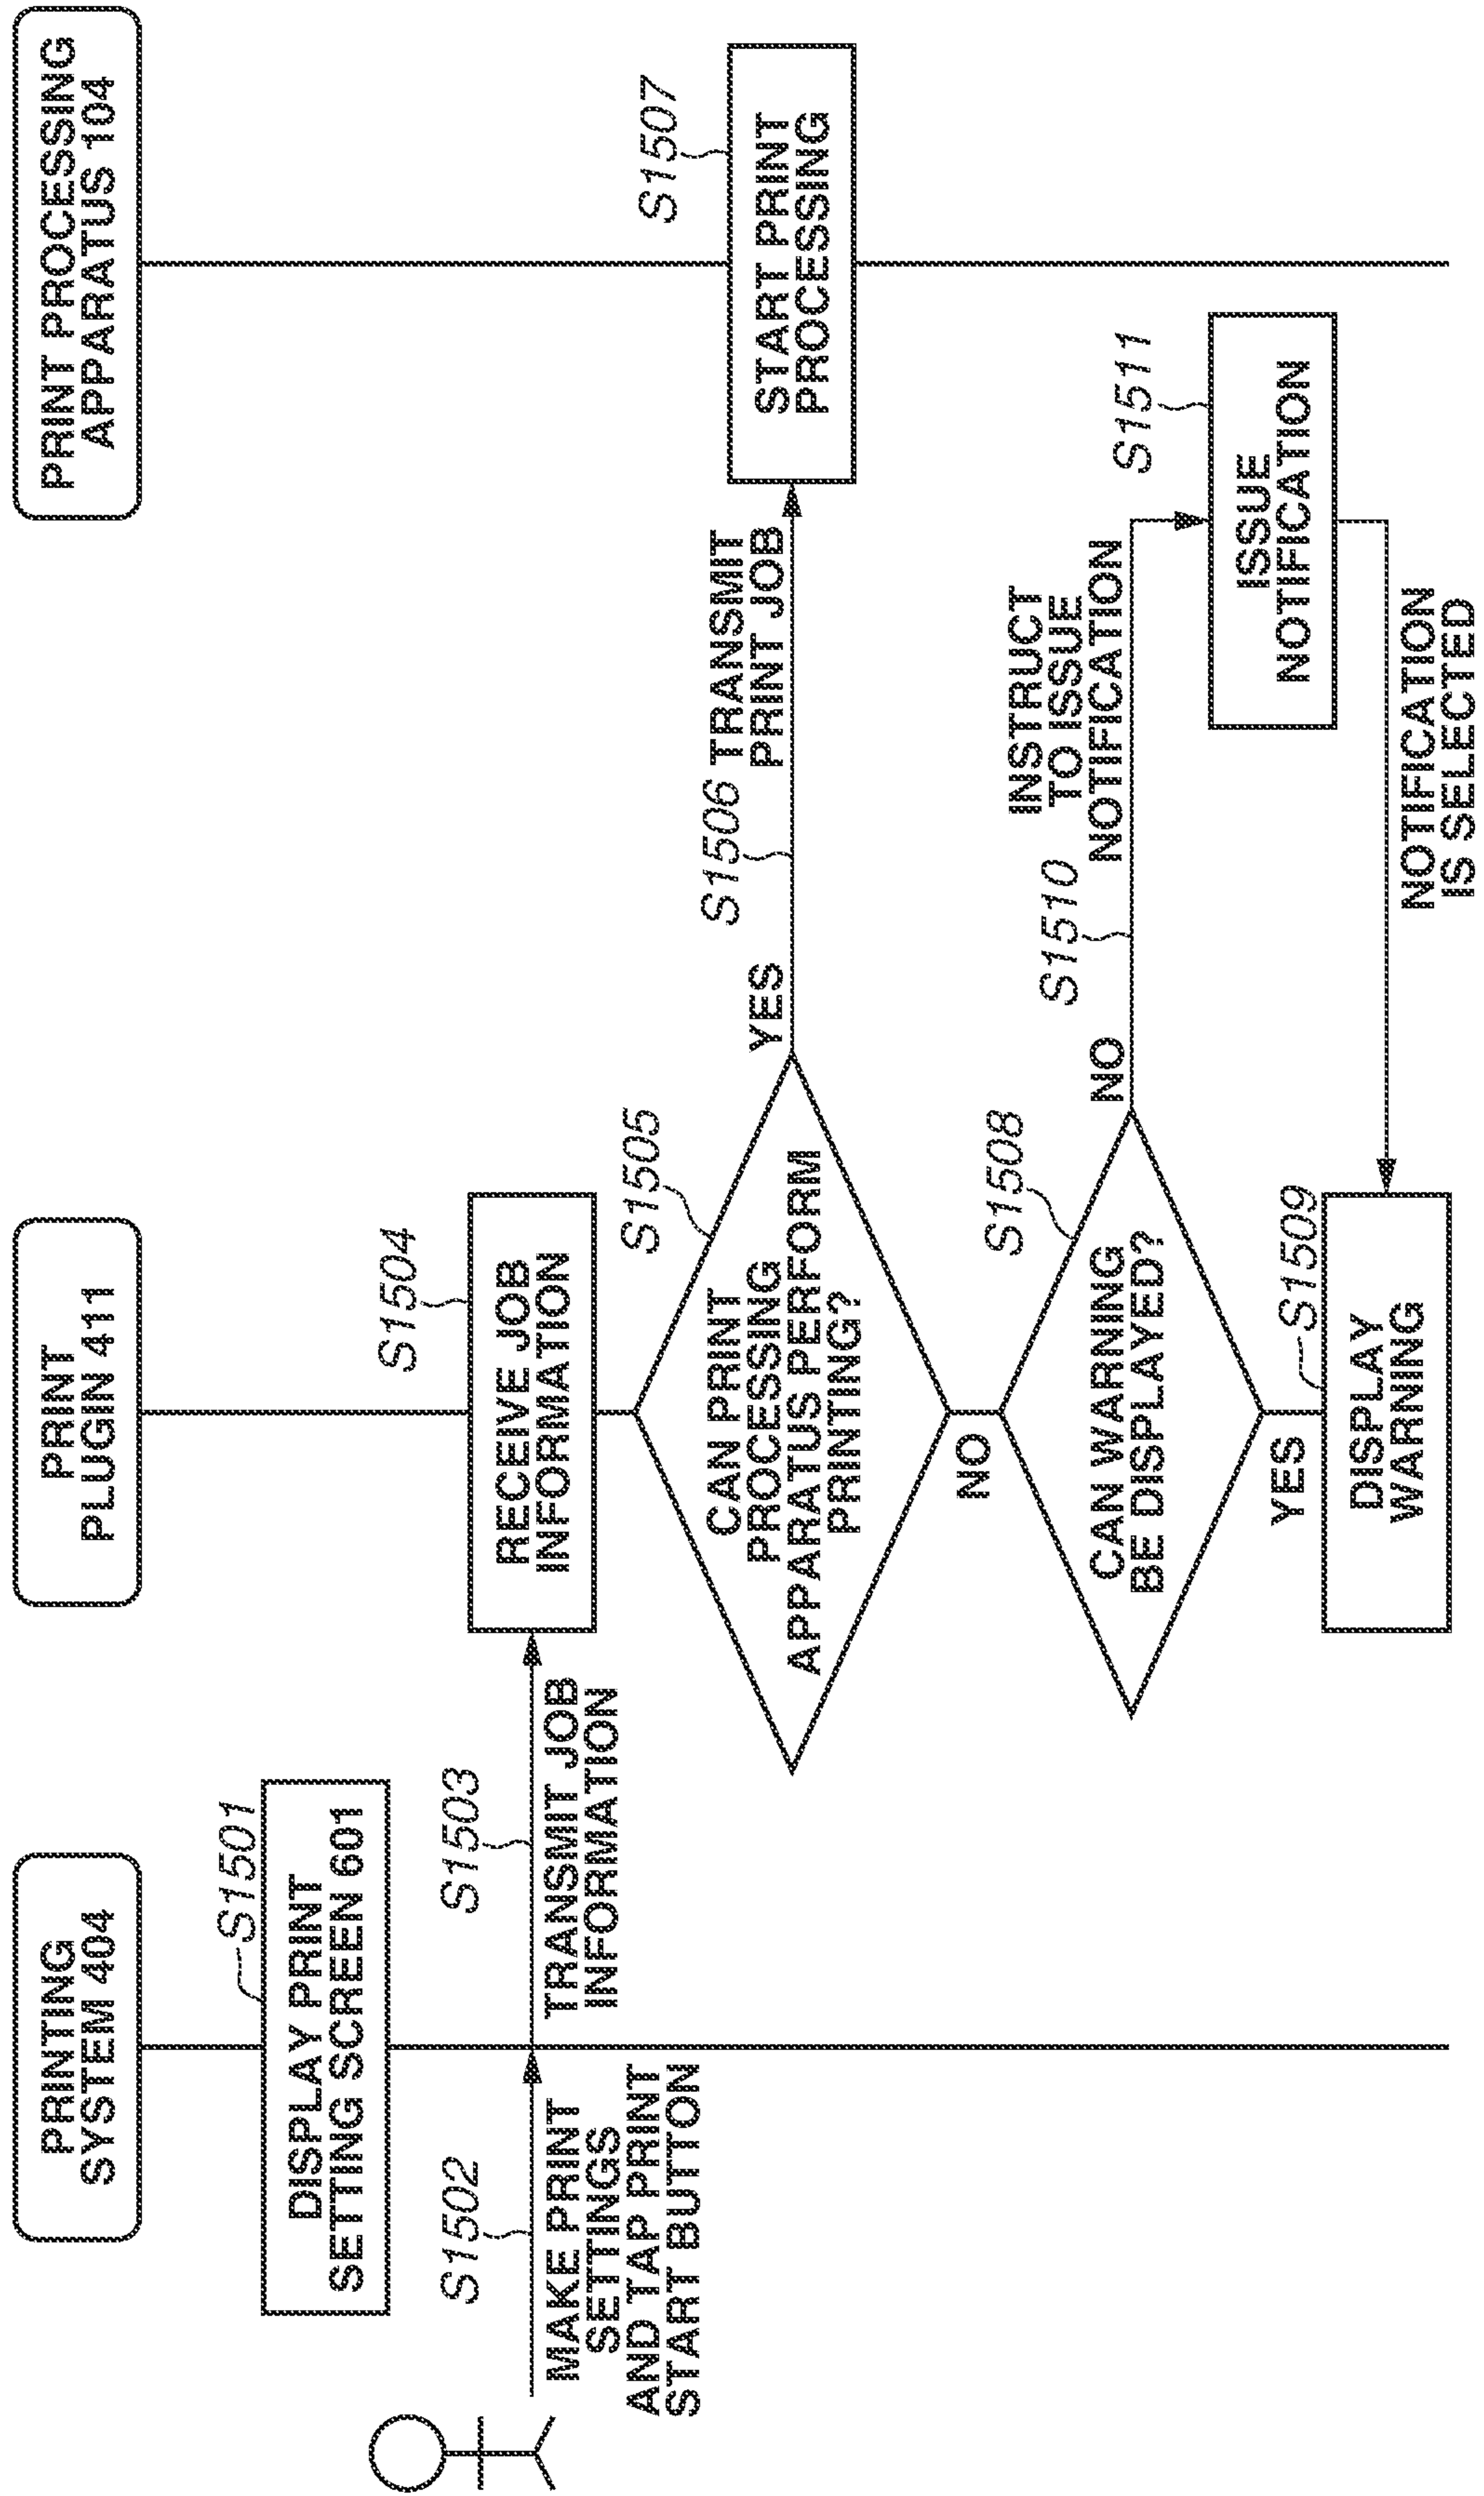 PRINTING
SYSTEM 404
PRINT
PLUGIN 411
PRINT PROCESSING
APPARATUS 104
S1501
DISPLAY PRINT
SETTING SCREEN 601
S1502
MAKE PRINT
SETTINGS
AND TAP PRINT
START BUTTON
S1503
TRANSMIT JOB
INFORMATION
S1504
RECEIVE JOB
INFORMATION
S1505
CAN PRINT
PROCESSING
APPARATUS PERFORM
PRINTING?
YES
S1506
TRANSMIT
PRINT JOB
S1507
START PRINT
PROCESSING
NO
S1508
CAN WARNING
BE DISPLAYED?
NO
S1510
INSTRUCT
TO ISSUE
NOTIFICATION
S1511
ISSUE
NOTIFICATION
YES
S1509
DISPLAY
WARNING
NOTIFICATION
IS SELECTED